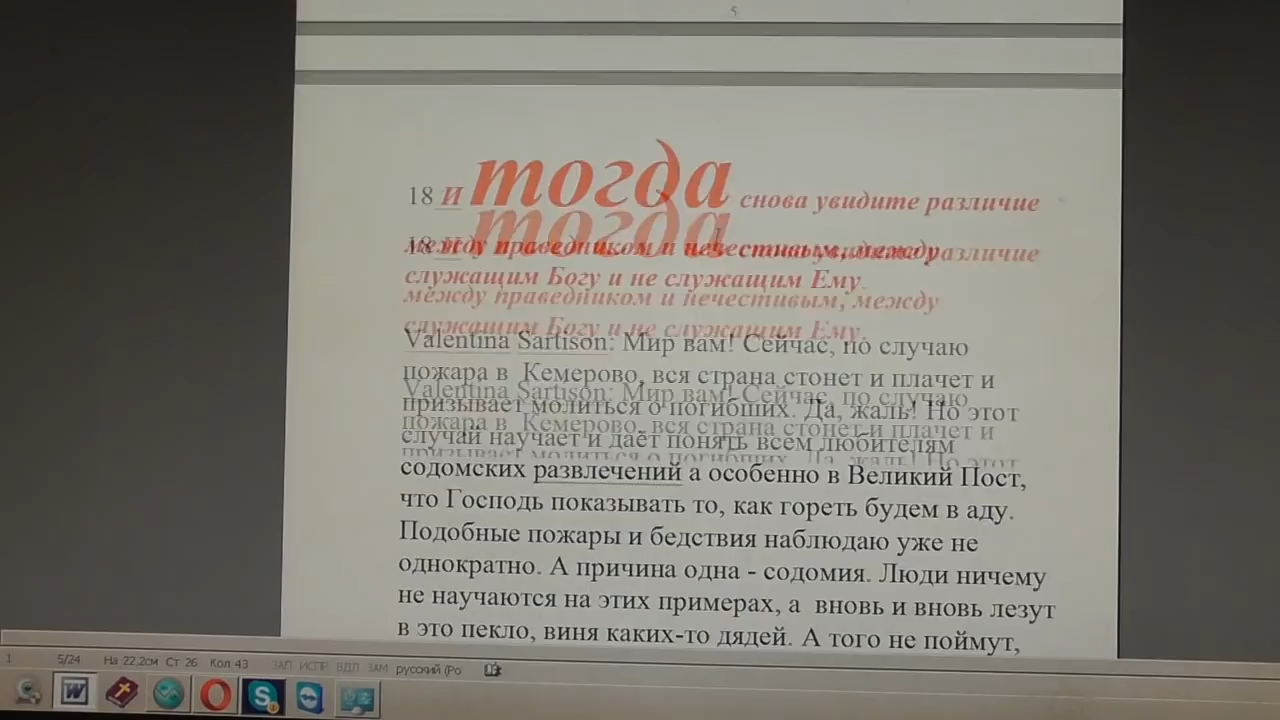 5
18 И тогда снова увидите различие
между праведником и нечестивым, между
служащим Богу и не служащим Ему.
Valentina Sartison: Мир вам! Сейчас, по случаю
пожара в Кемерово, вся страна стонет и плачет и
призывает молиться о погибших. Да, жаль! Но этот
случай научает и даёт понять всем любителям
содомских развлечений а особенно в Великий Пост,
что Господь показывать то, как гореть будем в аду.
Подобные пожары и бедствия наблюдаю уже не
однократно. А причина одна - содомия. Люди ничему
не научаются на этих примерах, а вновь и вновь лезут
в это пекло, виня каких-то дядей. А того не поймут,
1 5/24 На 22,2см Ст 26 Кол 43 ЗАП ИСПР ВДЛ ЗАМ русский (Ро